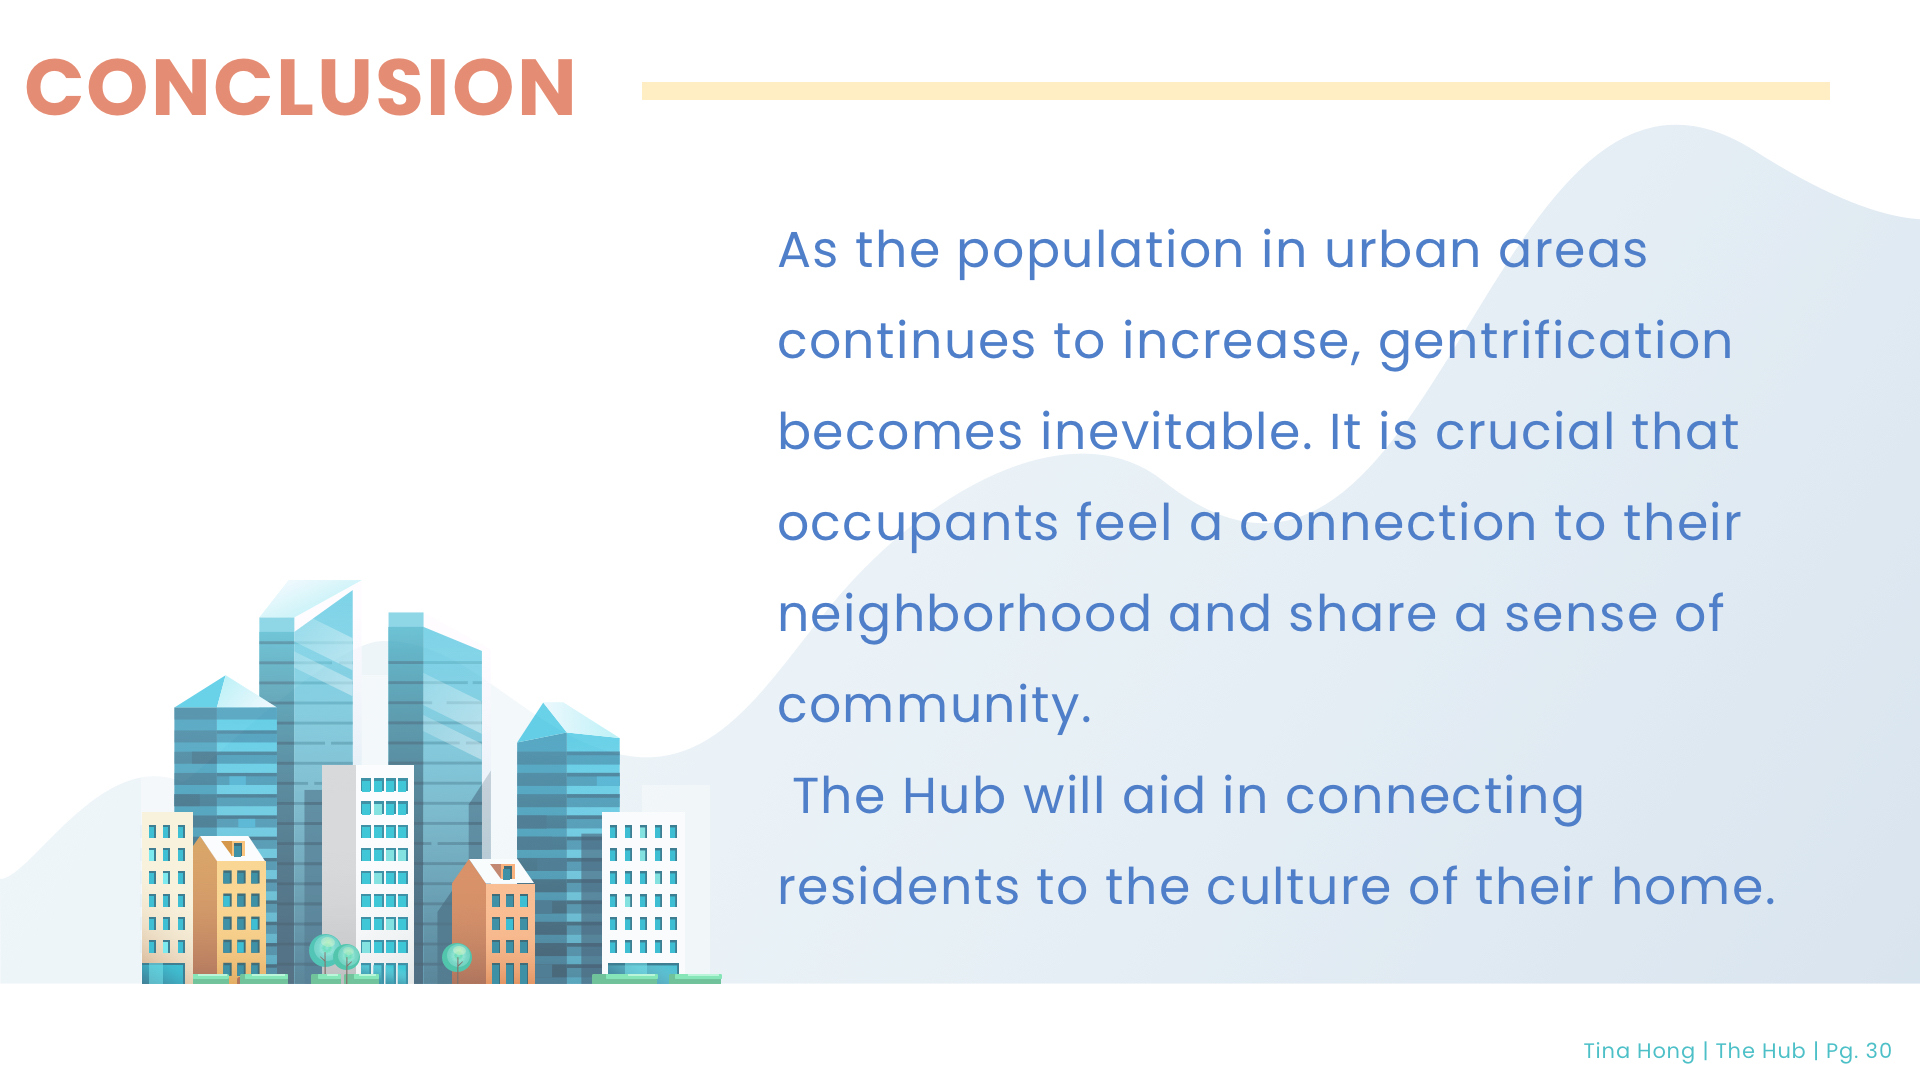 CONCLUSION
As the population in urban areas
continues to increase, gentrification
becomes inevitable. It is crucial that
occupants feel a connection to their
neighborhood and share a sense of
community.
The Hub will aid in connecting
residents to the culture of their home.
Tina Hong | The Hub | Pg. 30